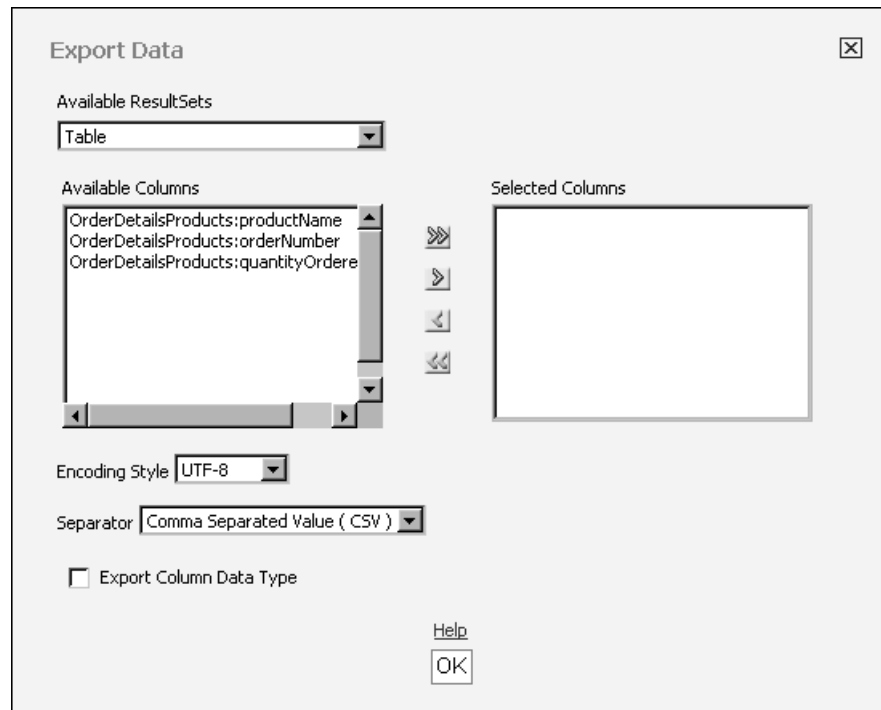 Export Data
Available ResultSets
Table
Available Columns
Selected Columns
OrderDetailsProducts:productName
OrderDetailsProducts:orderNumber
OrderDetailsProducts:quantityOrdere
Encoding Style UTF-8
Separator Comma Separated Value ( CSV )
Export Column Data Type
Help
OK